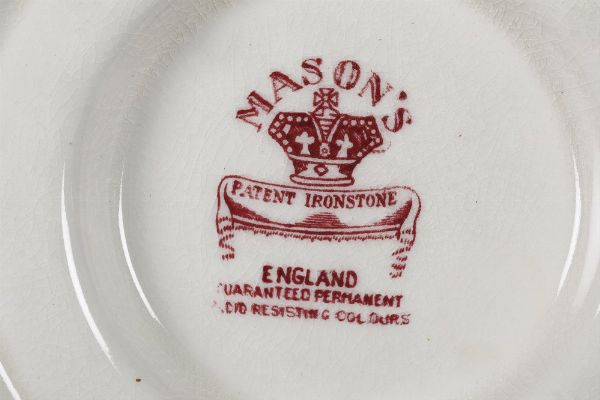 MASON'S
PATENT IRONSTONE
ENGLAND
GUARANTEED PERMANENT
ACID RESISTING COLOURS